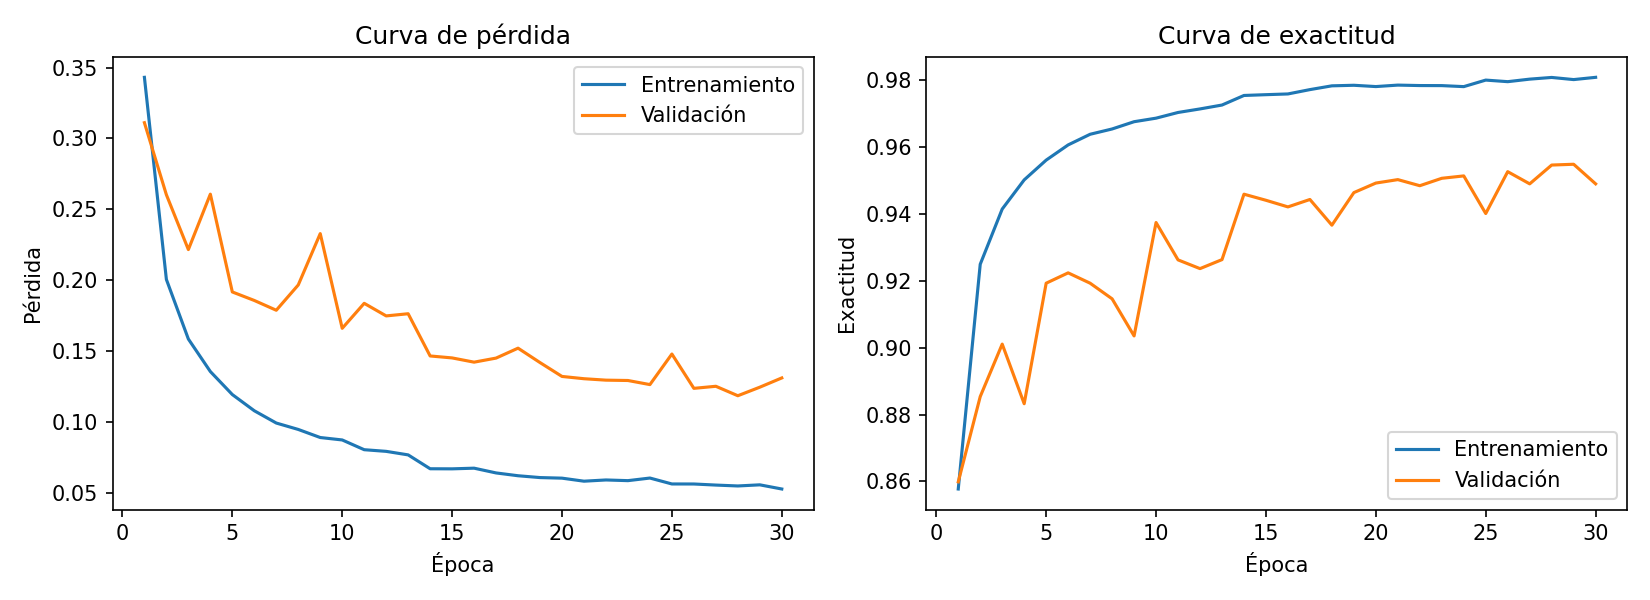 Curva de pérdida
Pérdida
0.35
0.30
0.25
0.20
0.15
0.10
0.05
Entrenamiento
Validación
0 5 10 15 20 25 30
Época
Curva de exactitud
Exactitud
0.98
0.96
0.94
0.92
0.90
0.88
0.86
Entrenamiento
Validación
0 5 10 15 20 25 30
Época